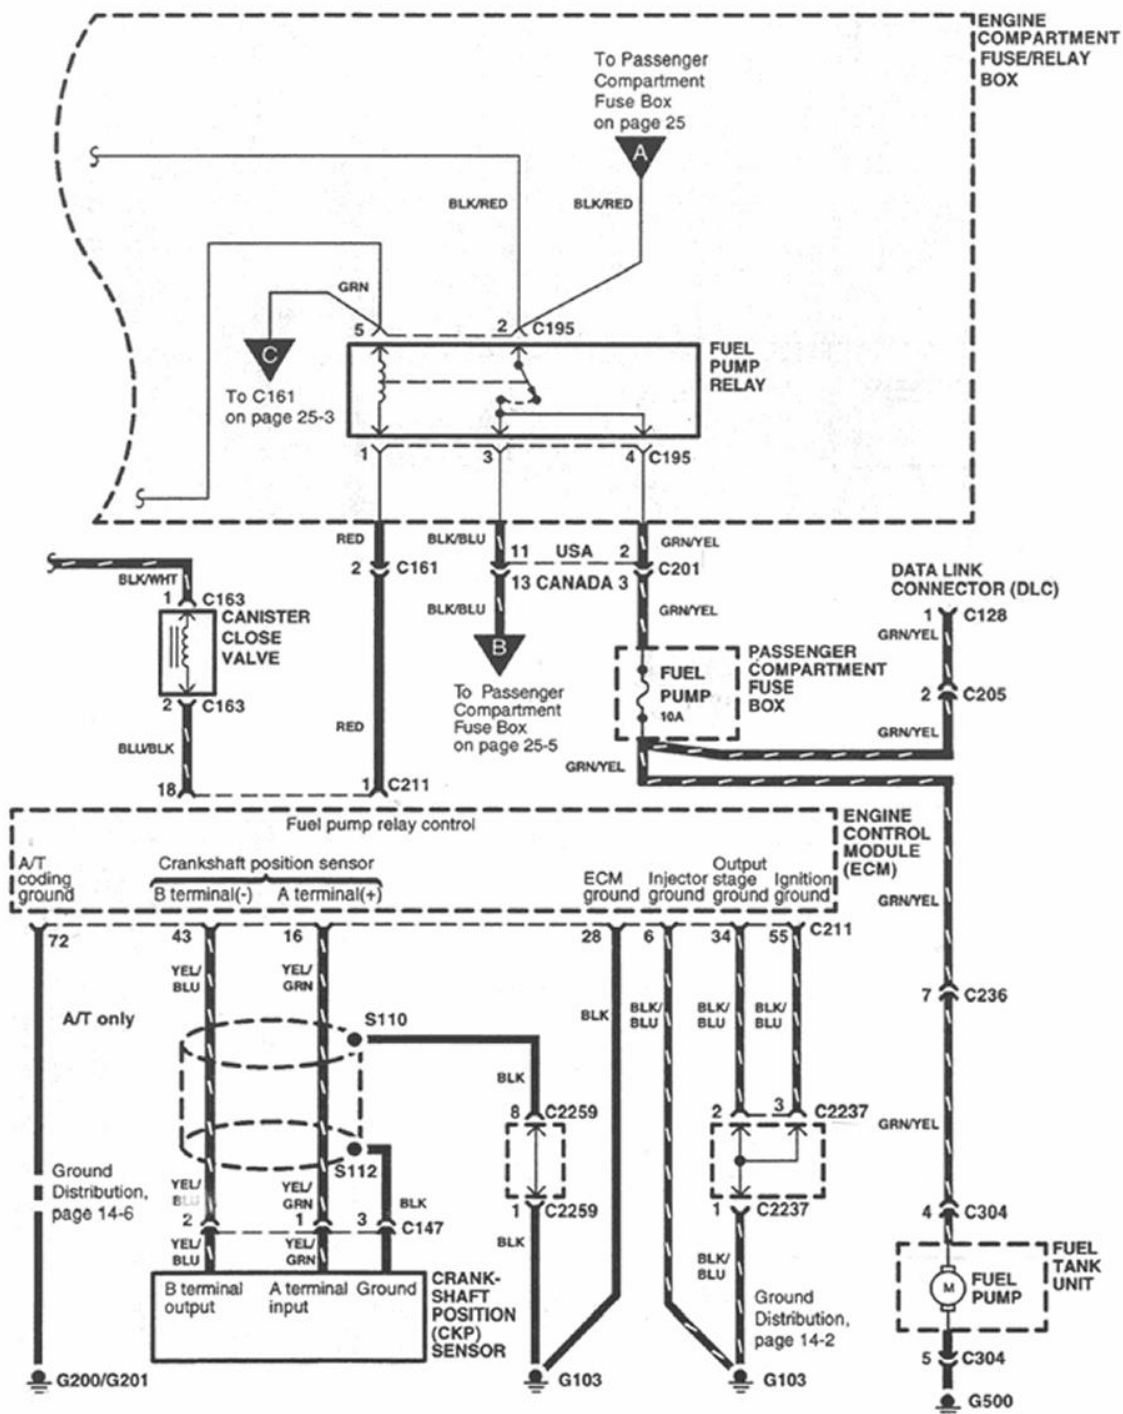 ENGINE
COMPARTMENT
FUSE/RELAY
BOX
To Passenger
Compartment
Fuse Box
on page 25
A
BLK/RED
BLK/RED
GRN
C
To C161
on page 25-3
5
2
C195
FUEL
PUMP
RELAY
1
3
4
C195
RED
BLK/BLU
11
USA
2
GRN/YEL
2
C161
13
CANADA
3
C201
BLK/WHT
1
C163
CANISTER
CLOSE
VALVE
2
C163
BLU/BLK
RED
18
1
C211
BLK/BLU
B
To Passenger
Compartment
Fuse Box
on page 25-5
GRN/YEL
FUEL
PUMP
10A
PASSENGER
COMPARTMENT
FUSE
BOX
GRN/YEL
DATA LINK
CONNECTOR (DLC)
1
C128
GRN/YEL
2
C205
GRN/YEL
Fuel pump relay control
ENGINE
CONTROL
MODULE
(ECM)
A/T
coding
ground
Crankshaft position sensor
B terminal(-)
A terminal(+)
ECM
ground
Injector
ground
Output
stage
ground
Ignition
ground
GRN/YEL
72
43
16
28
6
34
55
C211
YEL/
BLU
YEL/
GRN
A/T only
S110
BLK
BLK
BLK/
BLU
BLK/
BLU
BLK/
BLU
7
C236
8
C2259
2
3
C2237
GRN/YEL
S112
Ground
Distribution,
page 14-6
YEL/
BLU
YEL/
GRN
BLK
2
1
3
C147
YEL/
BLU
YEL/
GRN
1
C2259
BLK
1
C2237
BLK/
BLU
4
C304
B terminal
output
A terminal
input
Ground
CRANK-
SHAFT
POSITION
(CKP)
SENSOR
Ground
Distribution,
page 14-2
M
FUEL
PUMP
FUEL
TANK
UNIT
5
C304
G200/G201
G103
G103
G500